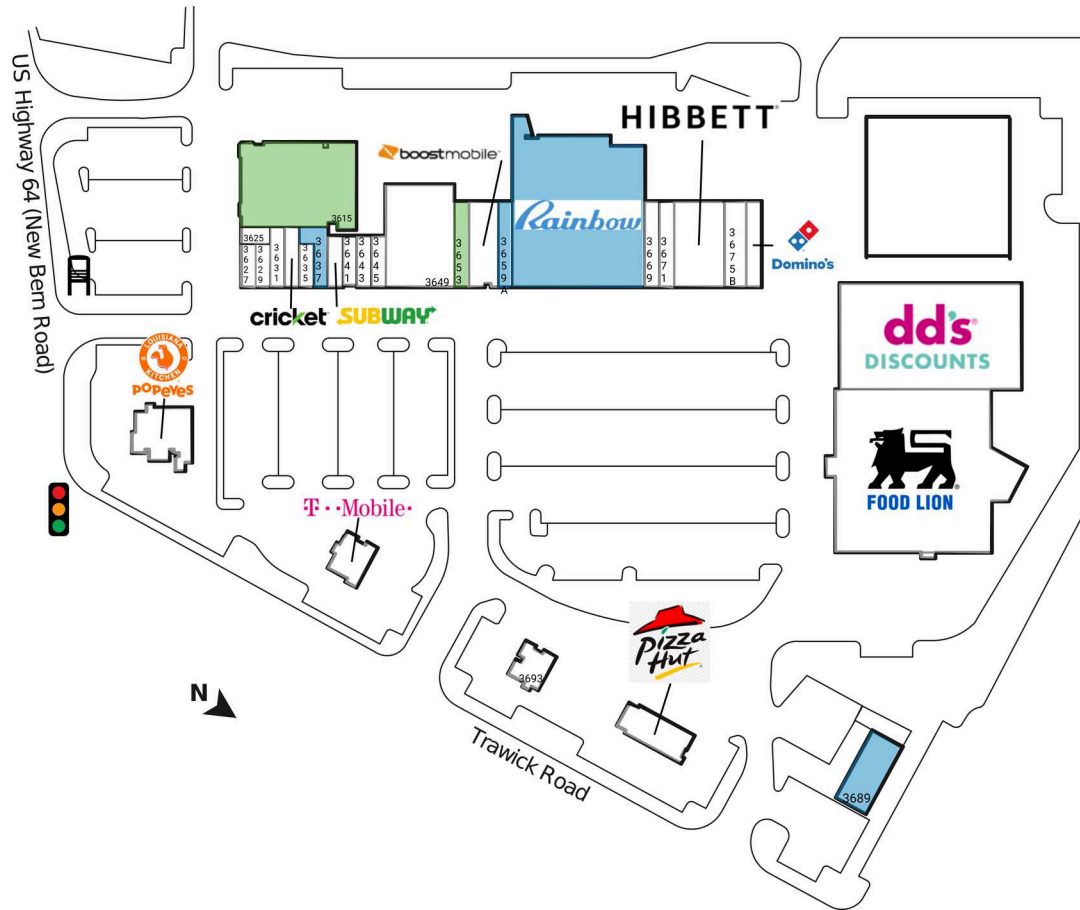 US Highway 64 (New Bern Road)
HIBBETT
boostmobile
3615
Rainbow
3625
3627
3629
3631
3635
3637
3641
3643
3645
3649
3653
3659A
3669
3671
3675B
Domino's
cricket
SUBWAY
LOUISIANA
KITCHEN
POPEYES
dd's
DISCOUNTS
FOOD LION
T··Mobile·
Pizza
Hut
3693
N
Trawick Road
3689